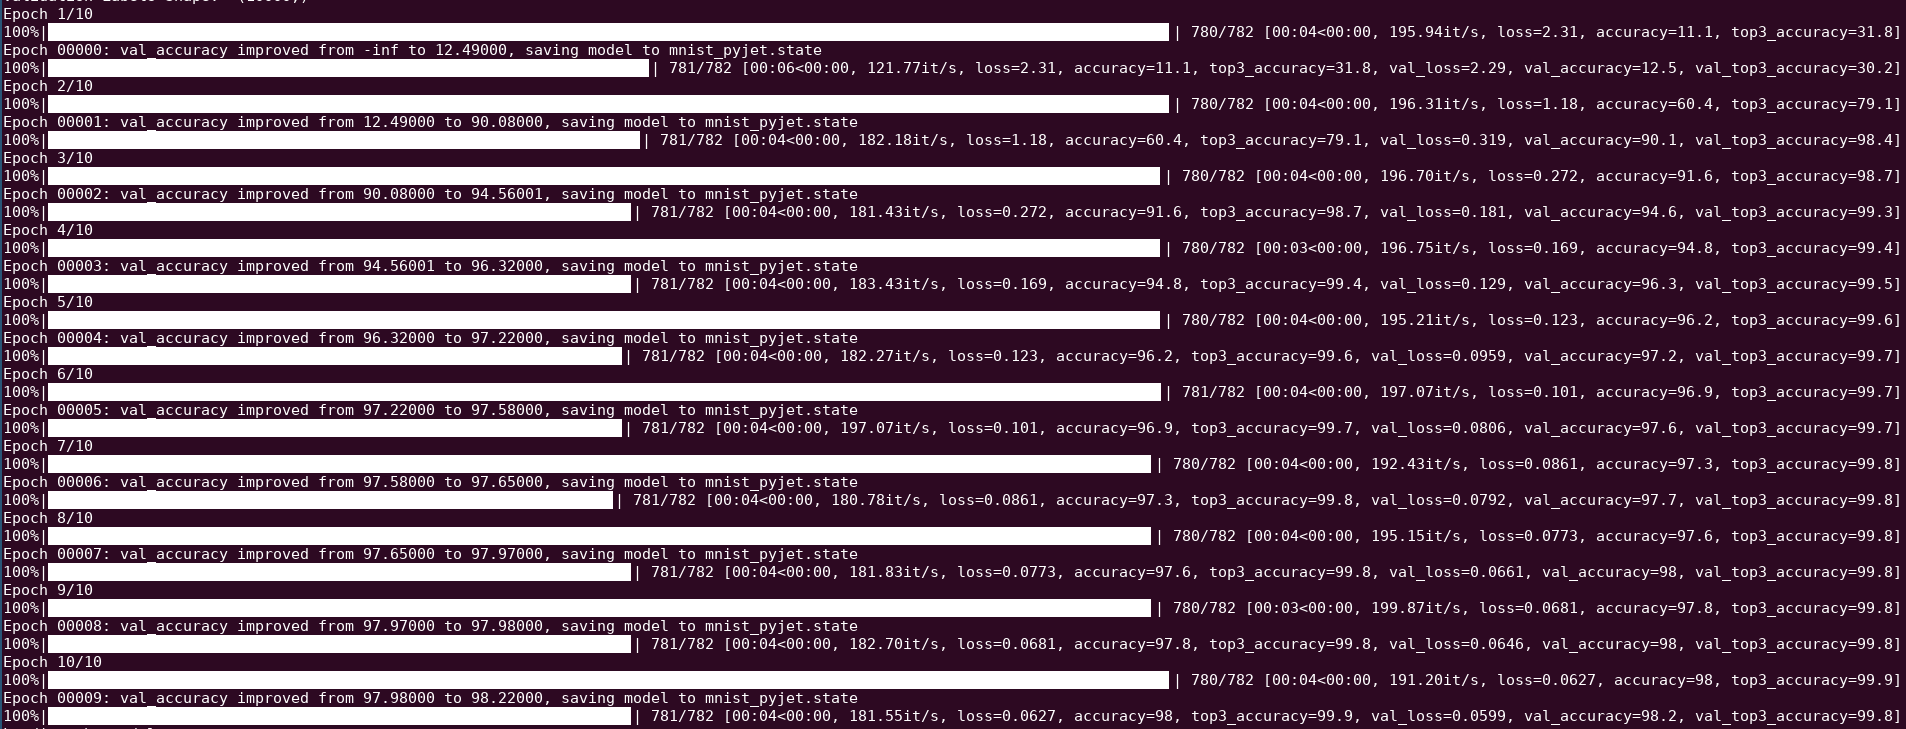 Epoch 1/10
100%|| 780/782 [00:04<00:00, 195.94it/s, loss=2.31, accuracy=11.1, top3_accuracy=31.8]
Epoch 00000: val_accuracy improved from -inf to 12.49000, saving model to mnist_pyjet.state
100%|| 781/782 [00:06<00:00, 121.77it/s, loss=2.31, accuracy=11.1, top3_accuracy=31.8, val_loss=2.29, val_accuracy=12.5, val_top3_accuracy=30.2]
Epoch 2/10
100%|| 780/782 [00:04<00:00, 196.31it/s, loss=1.18, accuracy=60.4, top3_accuracy=79.1]
Epoch 00001: val_accuracy improved from 12.49000 to 90.08000, saving model to mnist_pyjet.state
100%|| 781/782 [00:04<00:00, 182.18it/s, loss=1.18, accuracy=60.4, top3_accuracy=79.1, val_loss=0.319, val_accuracy=90.1, val_top3_accuracy=98.4]
Epoch 3/10
100%|| 780/782 [00:04<00:00, 196.70it/s, loss=0.272, accuracy=91.6, top3_accuracy=98.7]
Epoch 00002: val_accuracy improved from 90.08000 to 94.56001, saving model to mnist_pyjet.state
100%|| 781/782 [00:04<00:00, 181.43it/s, loss=0.272, accuracy=91.6, top3_accuracy=98.7, val_loss=0.181, val_accuracy=94.6, val_top3_accuracy=99.3]
Epoch 4/10
100%|| 780/782 [00:03<00:00, 196.75it/s, loss=0.169, accuracy=94.8, top3_accuracy=99.4]
Epoch 00003: val_accuracy improved from 94.56001 to 96.32000, saving model to mnist_pyjet.state
100%|| 781/782 [00:04<00:00, 183.43it/s, loss=0.169, accuracy=94.8, top3_accuracy=99.4, val_loss=0.129, val_accuracy=96.3, val_top3_accuracy=99.5]
Epoch 5/10
100%|| 780/782 [00:04<00:00, 195.21it/s, loss=0.123, accuracy=96.2, top3_accuracy=99.6]
Epoch 00004: val_accuracy improved from 96.32000 to 97.22000, saving model to mnist_pyjet.state
100%|| 781/782 [00:04<00:00, 182.27it/s, loss=0.123, accuracy=96.2, top3_accuracy=99.6, val_loss=0.0959, val_accuracy=97.2, val_top3_accuracy=99.7]
Epoch 6/10
100%|| 781/782 [00:04<00:00, 197.07it/s, loss=0.101, accuracy=96.9, top3_accuracy=99.7]
Epoch 00005: val_accuracy improved from 97.22000 to 97.58000, saving model to mnist_pyjet.state
100%|| 781/782 [00:04<00:00, 197.07it/s, loss=0.101, accuracy=96.9, top3_accuracy=99.7, val_loss=0.0806, val_accuracy=97.6, val_top3_accuracy=99.7]
Epoch 7/10
100%|| 780/782 [00:04<00:00, 192.43it/s, loss=0.0861, accuracy=97.3, top3_accuracy=99.8]
Epoch 00006: val_accuracy improved from 97.58000 to 97.65000, saving model to mnist_pyjet.state
100%|| 781/782 [00:04<00:00, 180.78it/s, loss=0.0861, accuracy=97.3, top3_accuracy=99.8, val_loss=0.0792, val_accuracy=97.7, val_top3_accuracy=99.8]
Epoch 8/10
100%|| 780/782 [00:04<00:00, 195.15it/s, loss=0.0773, accuracy=97.6, top3_accuracy=99.8]
Epoch 00007: val_accuracy improved from 97.65000 to 97.97000, saving model to mnist_pyjet.state
100%|| 781/782 [00:04<00:00, 181.83it/s, loss=0.0773, accuracy=97.6, top3_accuracy=99.8, val_loss=0.0661, val_accuracy=98, val_top3_accuracy=99.8]
Epoch 9/10
100%|| 780/782 [00:03<00:00, 199.87it/s, loss=0.0681, accuracy=97.8, top3_accuracy=99.8]
Epoch 00008: val_accuracy improved from 97.97000 to 97.98000, saving model to mnist_pyjet.state
100%|| 781/782 [00:04<00:00, 182.70it/s, loss=0.0681, accuracy=97.8, top3_accuracy=99.8, val_loss=0.0646, val_accuracy=98, val_top3_accuracy=99.8]
Epoch 10/10
100%|| 780/782 [00:04<00:00, 191.20it/s, loss=0.0627, accuracy=98, top3_accuracy=99.9]
Epoch 00009: val_accuracy improved from 97.98000 to 98.22000, saving model to mnist_pyjet.state
100%|| 781/782 [00:04<00:00, 181.55it/s, loss=0.0627, accuracy=98, top3_accuracy=99.9, val_loss=0.0599, val_accuracy=98.2, val_top3_accuracy=99.8]